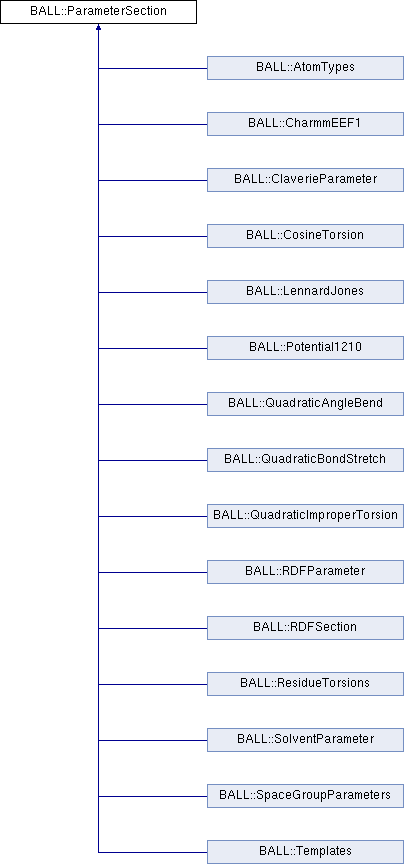 BALL::ParameterSection
BALL::AtomTypes
BALL::CharmmEEF1
BALL::ClaverieParameter
BALL::CosineTorsion
BALL::LennardJones
BALL::Potential1210
BALL::QuadraticAngleBend
BALL::QuadraticBondStretch
BALL::QuadraticImproperTorsion
BALL::RDFParameter
BALL::RDFSection
BALL::ResidueTorsions
BALL::SolventParameter
BALL::SpaceGroupParameters
BALL::Templates